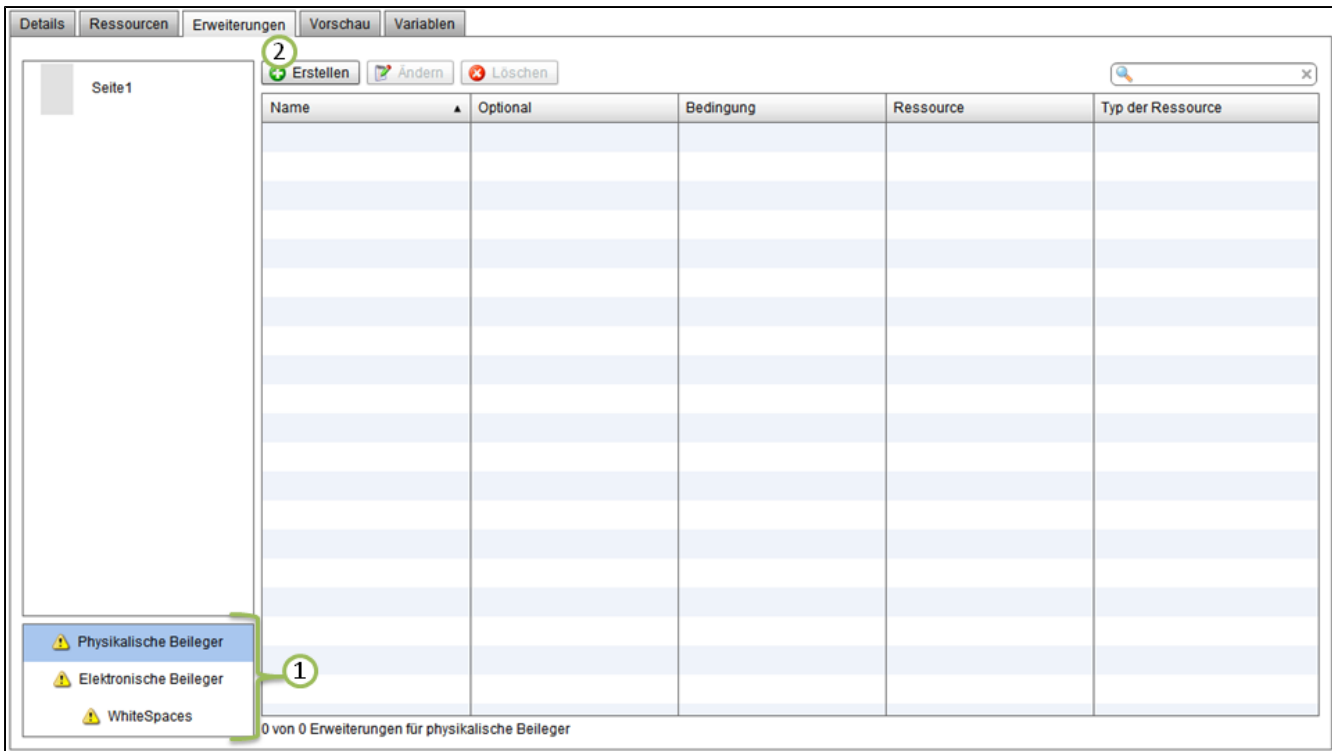 Details Ressourcen Erweiterungen Vorschau Variablen
2
Seite1
Erstellen Ändern Löschen
Name Optional Bedingung Ressource Typ der Ressource
Physikalische Beileger
Elektronische Beileger
WhiteSpaces
1
0 von 0 Erweiterungen für physikalische Beileger